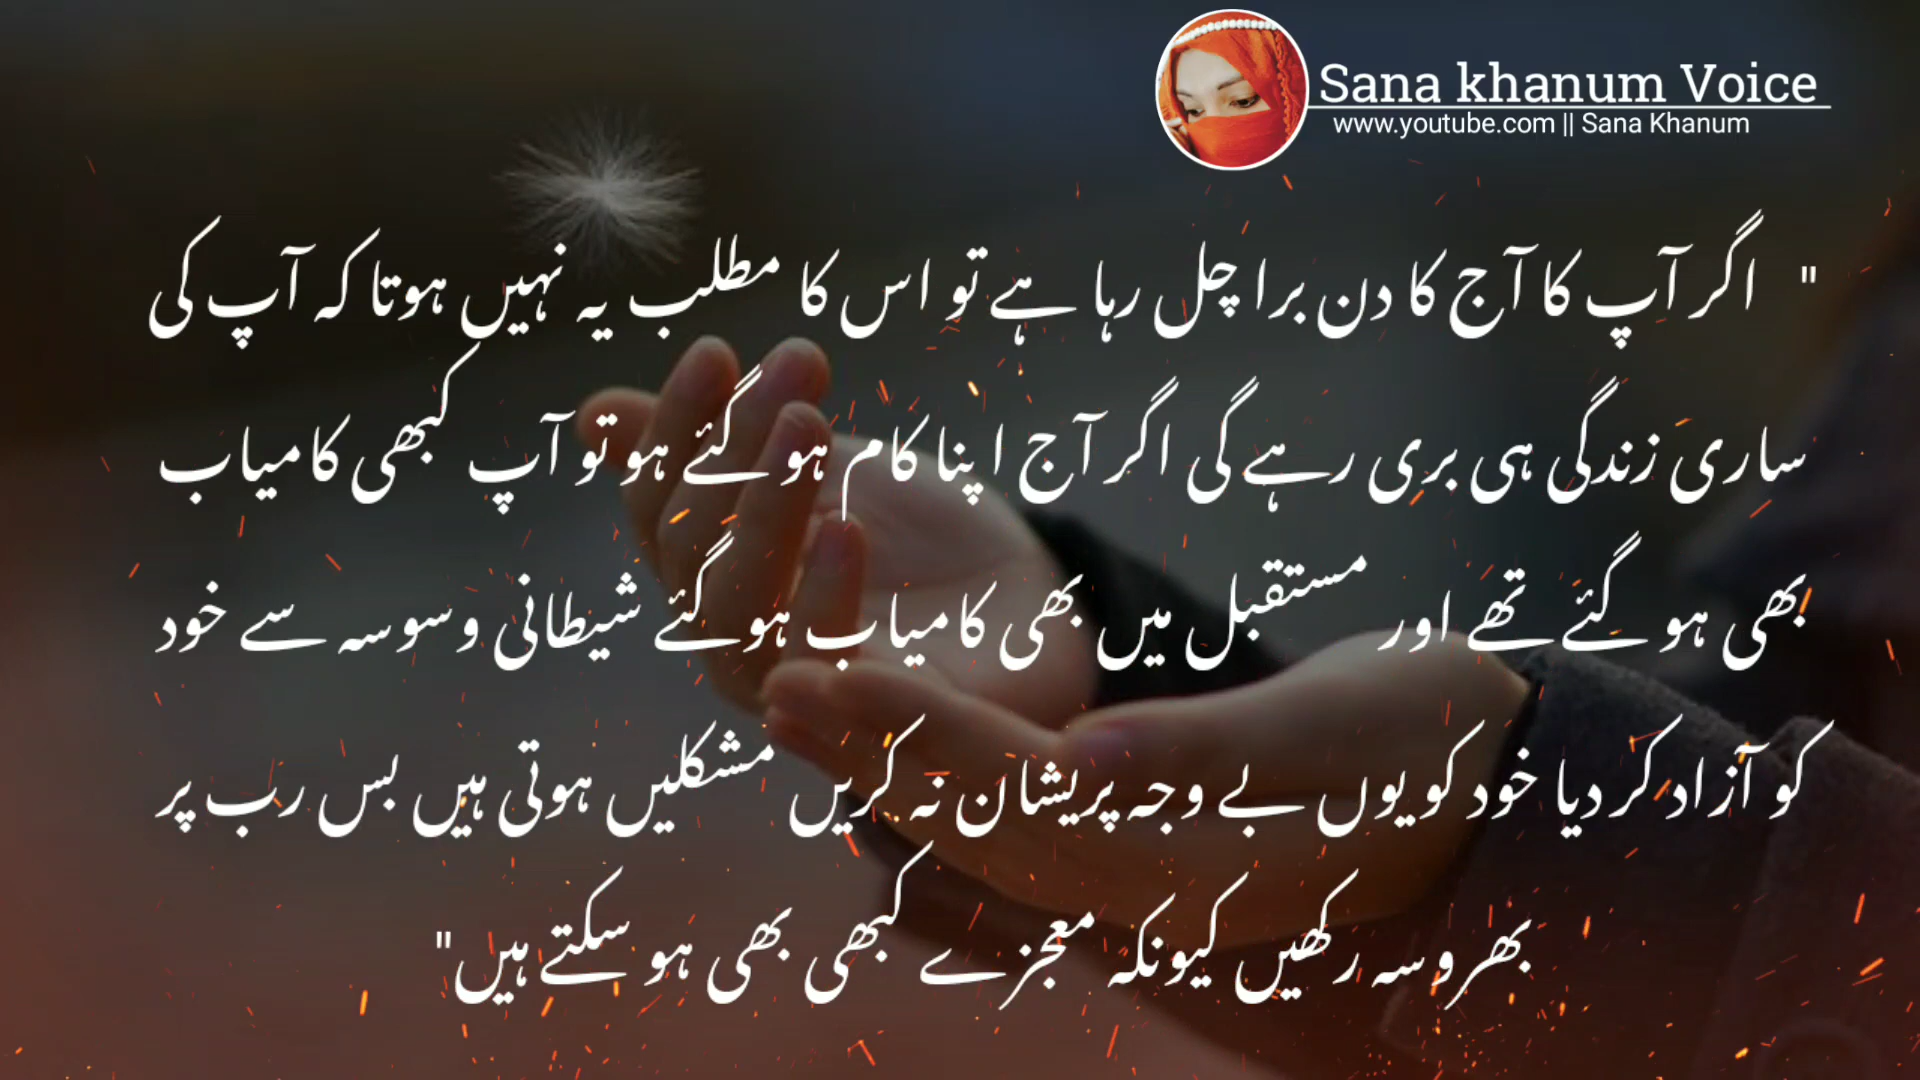 Sana khanum Voice
www.youtube.com || Sana Khanum
" اگر آپ کا آج کا دن برا چل رہا ہے تو اس کا مطلب یہ نہیں ہوتا کہ آپ کی
ساری زندگی ہی بری رہے گی اگر آج اپنا کام ہو گئے ہو تو آپ کبھی کامیاب
بھی ہو گئے تھے اور مستقبل میں بھی کامیاب ہوگئے شیطانی وسوسہ سے خود
کو آزاد کر دیا خود کو یوں بے وجہ پریشان نہ کریں مشکلیں ہوتی ہیں بس رب پر
بھروسہ رکھیں کیونکہ معجزے کبھی بھی ہو سکتے ہیں"